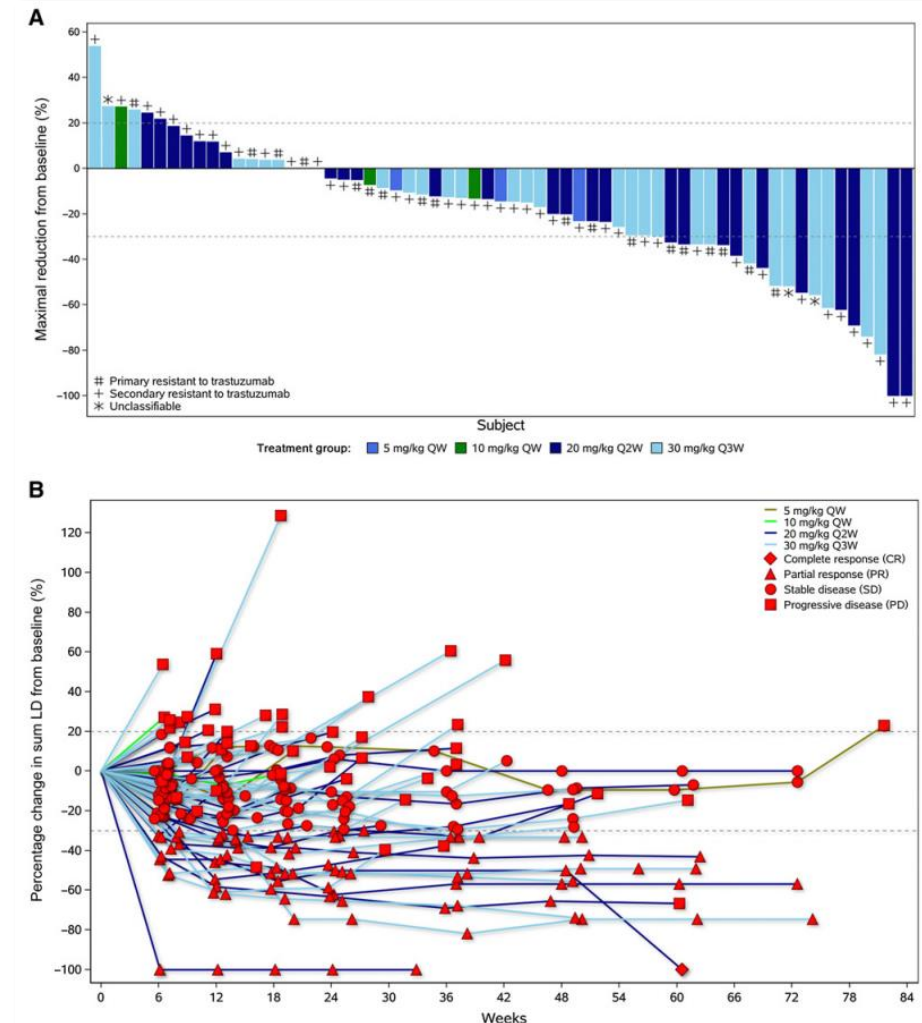 A
Maximal reduction from baseline (%)
60
40
20
0
−20
−40
−60
−80
−100
# Primary resistant to trastuzumab
+ Secondary resistant to trastuzumab
* Unclassifiable
Subject
Treatment group: 5 mg/kg QW 10 mg/kg QW 20 mg/kg Q2W 30 mg/kg Q3W
B
Percentage change in sum LD from baseline (%)
120
100
80
60
40
20
0
−20
−40
−60
−80
−100
5 mg/kg QW
10 mg/kg QW
20 mg/kg Q2W
30 mg/kg Q3W
Complete response (CR)
Partial response (PR)
Stable disease (SD)
Progressive disease (PD)
0 6 12 18 24 30 36 42 48 54 60 66 72 78 84
Weeks